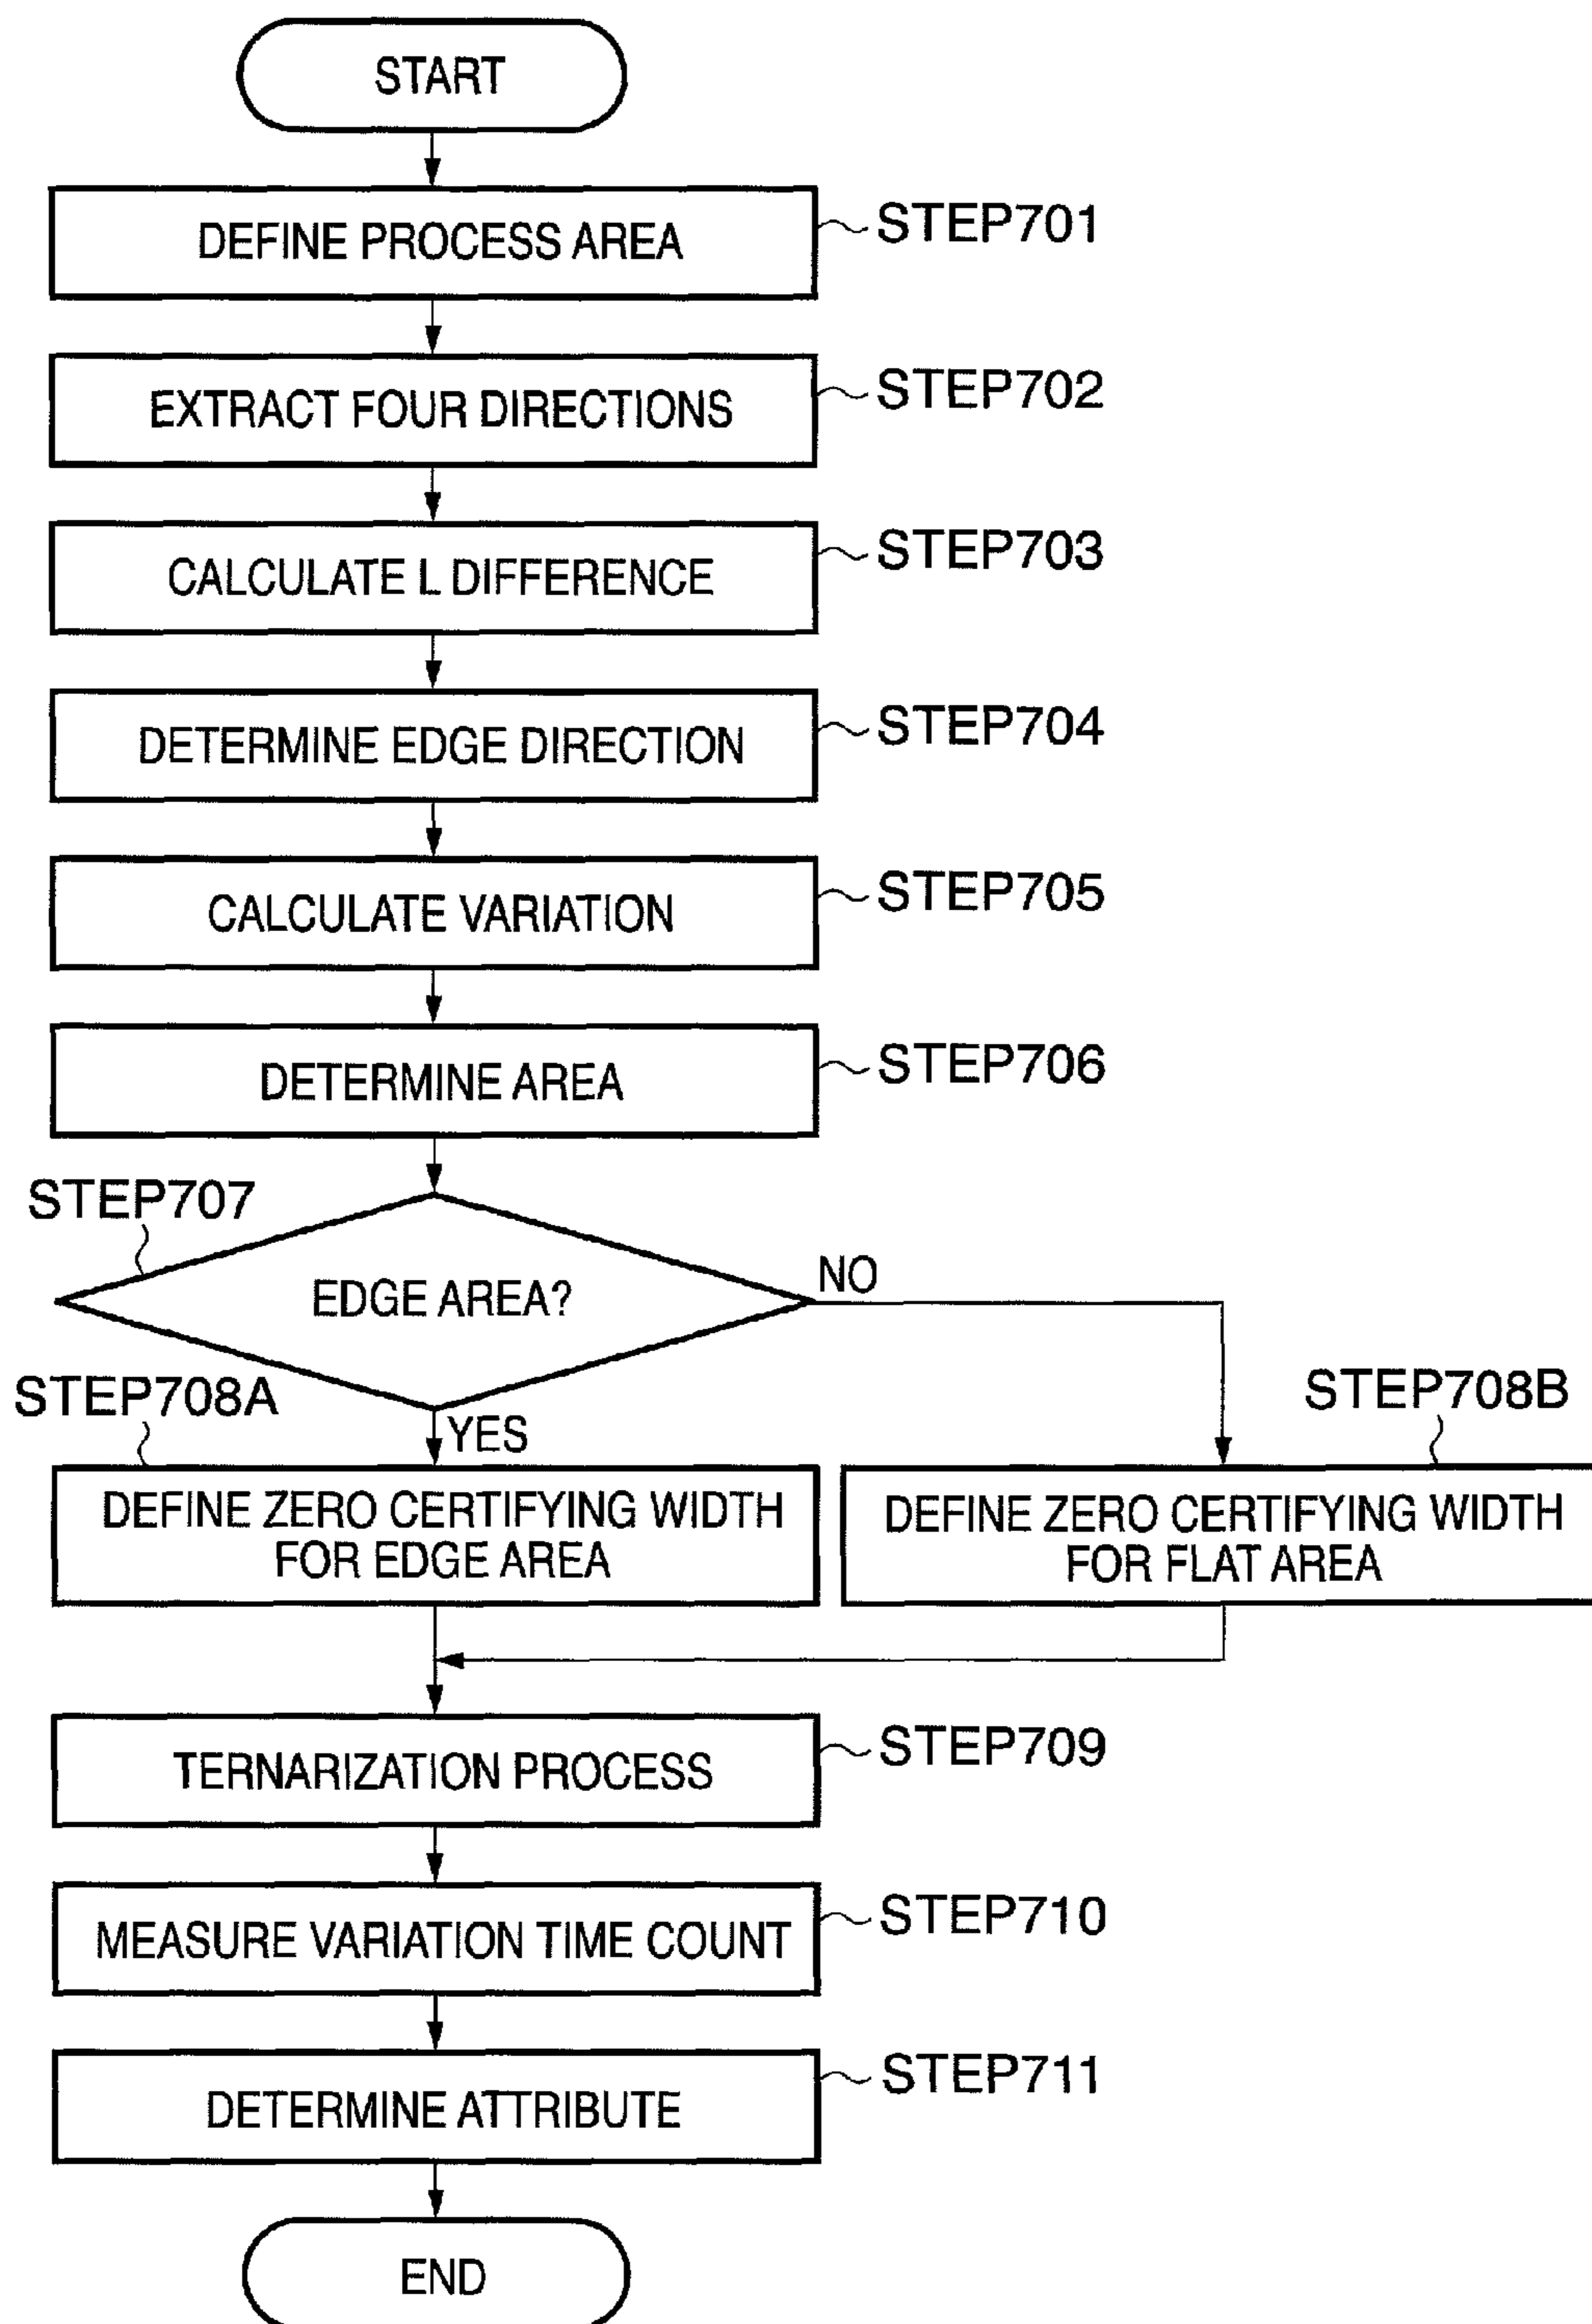 START
DEFINE PROCESS AREA
STEP701
EXTRACT FOUR DIRECTIONS
STEP702
CALCULATE L DIFFERENCE
STEP703
DETERMINE EDGE DIRECTION
STEP704
CALCULATE VARIATION
STEP705
DETERMINE AREA
STEP706
STEP707
EDGE AREA?
NO
STEP708A
YES
STEP708B
DEFINE ZERO CERTIFYING WIDTH
FOR EDGE AREA
DEFINE ZERO CERTIFYING WIDTH
FOR FLAT AREA
TERNARIZATION PROCESS
STEP709
MEASURE VARIATION TIME COUNT
STEP710
DETERMINE ATTRIBUTE
STEP711
END